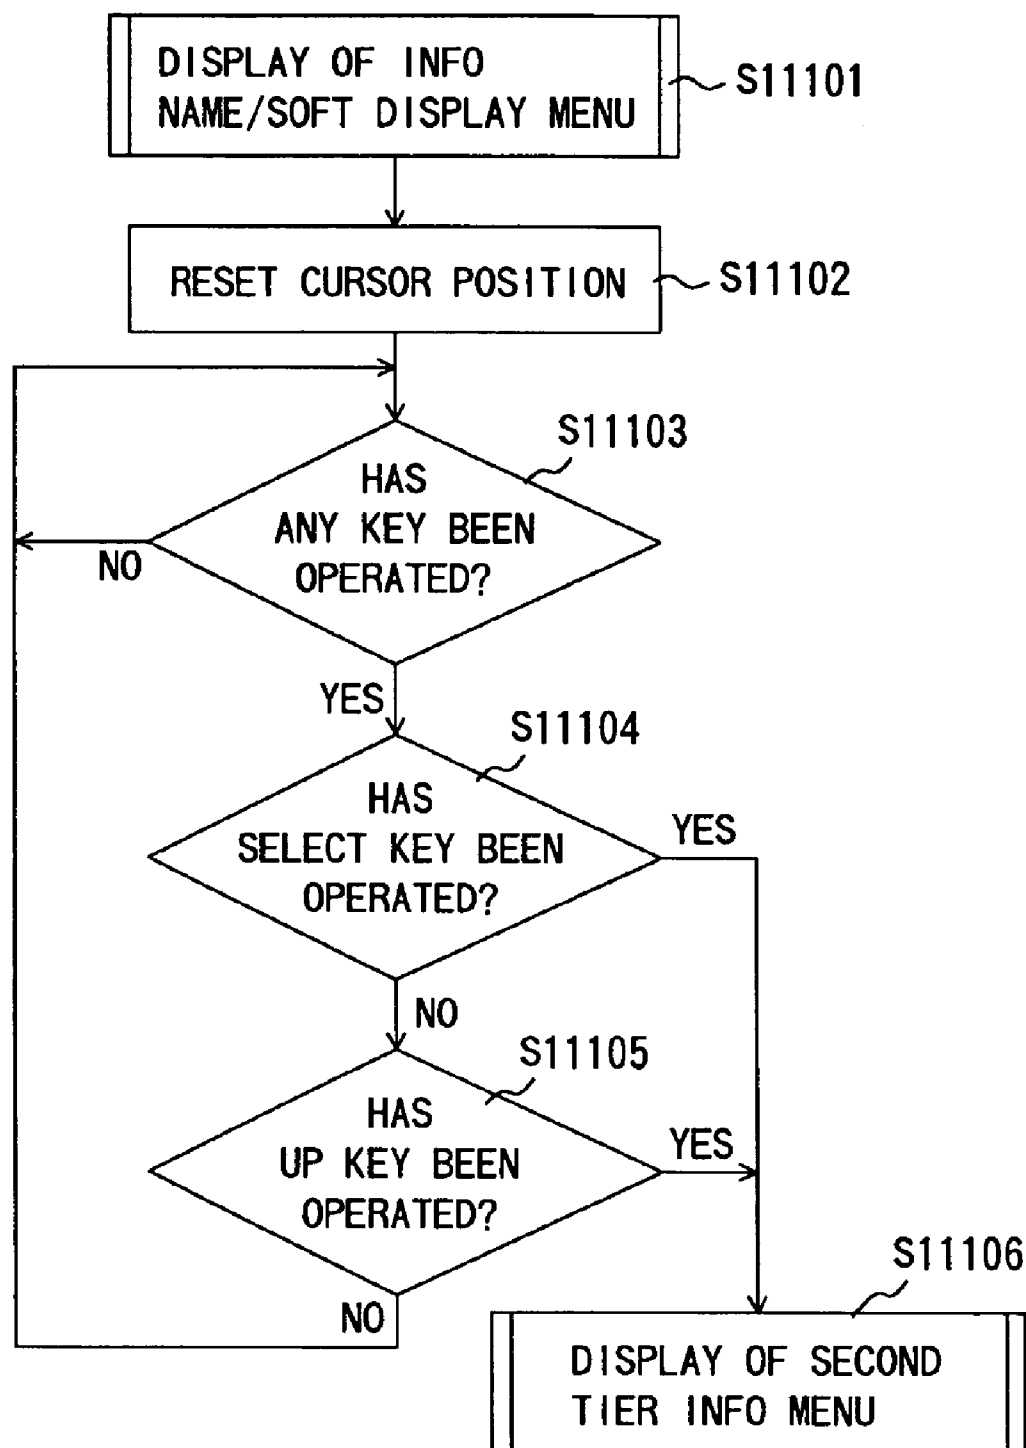 DISPLAY OF INFO
NAME/SOFT DISPLAY MENU
S11101
RESET CURSOR POSITION
S11102
S11103
HAS
ANY KEY BEEN
OPERATED?
NO
YES
S11104
HAS
SELECT KEY BEEN
OPERATED?
YES
NO
S11105
HAS
UP KEY BEEN
OPERATED?
YES
NO
S11106
DISPLAY OF SECOND
TIER INFO MENU